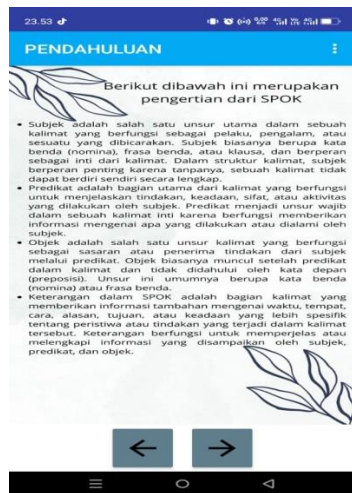 23.53
PENDAHULUAN
Berikut dibawah ini merupakan
pengertian dari SPOK
• Subjek adalah salah satu unsur utama dalam sebuah
kalimat yang berfungsi sebagai pelaku, pengalam, atau
sesuatu yang dibicarakan. Subjek biasanya berupa kata
benda (nomina), frasa benda, atau klausa, dan berperan
sebagai inti dari kalimat. Dalam struktur kalimat, subjek
berperan penting karena tanpanya, sebuah kalimat tidak
dapat berdiri sendiri secara lengkap.
• Predikat adalah bagian utama dari kalimat yang berfungsi
untuk menjelaskan tindakan, keadaan, sifat, atau aktivitas
yang dilakukan oleh subjek. Predikat menjadi unsur wajib
dalam sebuah kalimat inti karena berfungsi memberikan
informasi mengenai apa yang dilakukan atau dialami oleh
subjek.
• Objek adalah salah satu unsur kalimat yang berfungsi
sebagai sasaran atau penerima tindakan dari subjek
melalui predikat. Objek biasanya muncul setelah predikat
dalam kalimat dan tidak didahului oleh kata depan
(preposisi). Unsur ini umumnya berupa kata benda
(nomina) atau frasa benda.
• Keterangan dalam SPOK adalah bagian kalimat yang
memberikan informasi tambahan mengenai waktu, tempat,
cara, alasan, tujuan, atau keadaan yang lebih spesifik
tentang peristiwa atau tindakan yang terjadi dalam kalimat
tersebut. Keterangan berfungsi untuk memperjelas atau
melengkapi informasi yang disampaikan oleh subjek,
predikat, dan objek.